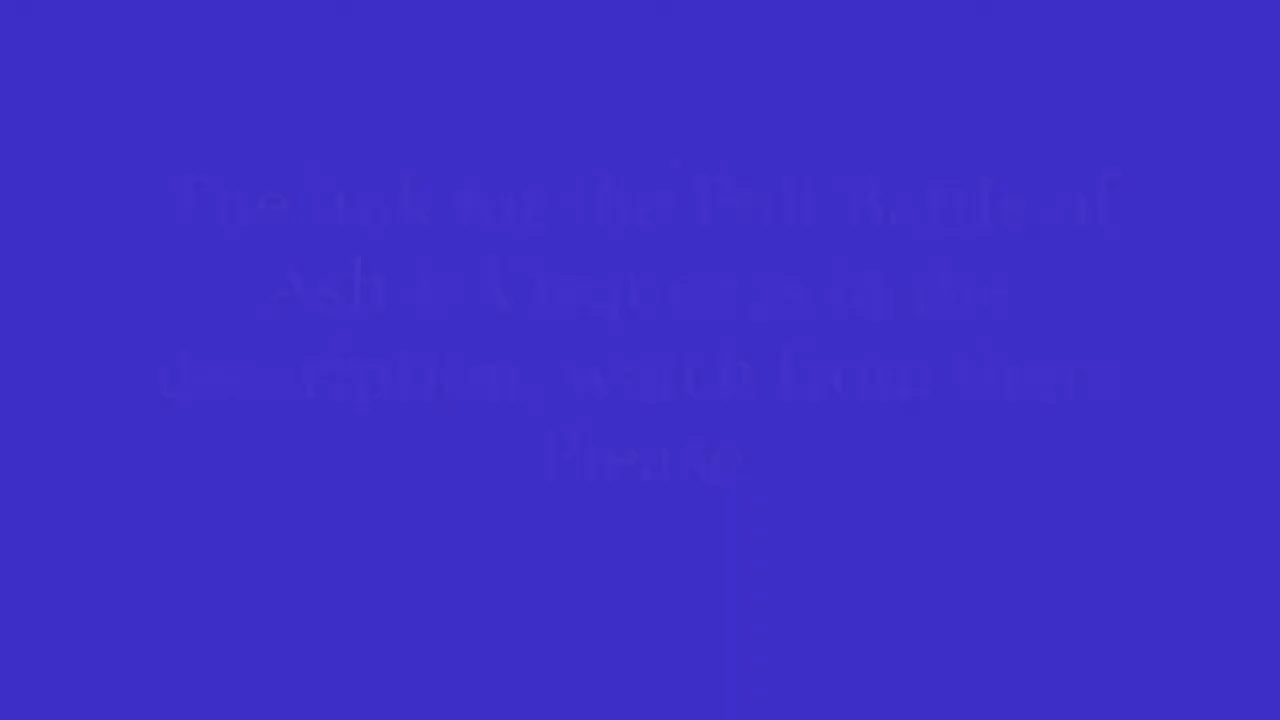 The link for the Full Battle of
Ash is in the
description, watch from there
Please